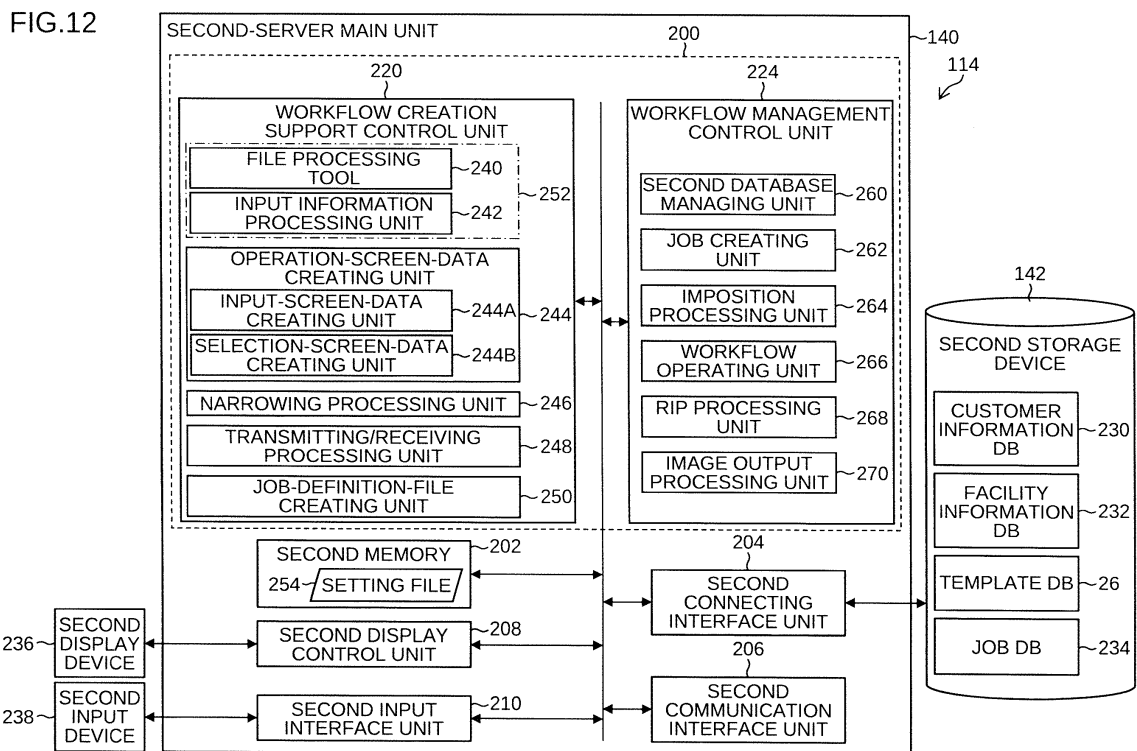 FIG.12
SECOND-SERVER MAIN UNIT
200
140
114
220
WORKFLOW CREATION
SUPPORT CONTROL UNIT
FILE PROCESSING
TOOL
240
INPUT INFORMATION
PROCESSING UNIT
242
252
OPERATION-SCREEN-DATA
CREATING UNIT
INPUT-SCREEN-DATA
CREATING UNIT
244A
244
SELECTION-SCREEN-DATA
CREATING UNIT
244B
NARROWING PROCESSING UNIT
246
TRANSMITTING/RECEIVING
PROCESSING UNIT
248
JOB-DEFINITION-FILE
CREATING UNIT
250
224
WORKFLOW MANAGEMENT
CONTROL UNIT
SECOND DATABASE
MANAGING UNIT
260
JOB CREATING
UNIT
262
IMPOSITION
PROCESSING UNIT
264
WORKFLOW
OPERATING UNIT
266
RIP PROCESSING
UNIT
268
IMAGE OUTPUT
PROCESSING UNIT
270
142
SECOND STORAGE
DEVICE
CUSTOMER
INFORMATION
DB
230
FACILITY
INFORMATION
DB
232
TEMPLATE DB
26
JOB DB
234
SECOND MEMORY
202
254
SETTING FILE
204
SECOND
CONNECTING
INTERFACE UNIT
236
SECOND
DISPLAY
DEVICE
SECOND DISPLAY
CONTROL UNIT
208
206
SECOND
COMMUNICATION
INTERFACE UNIT
238
SECOND
INPUT
DEVICE
SECOND INPUT
INTERFACE UNIT
210